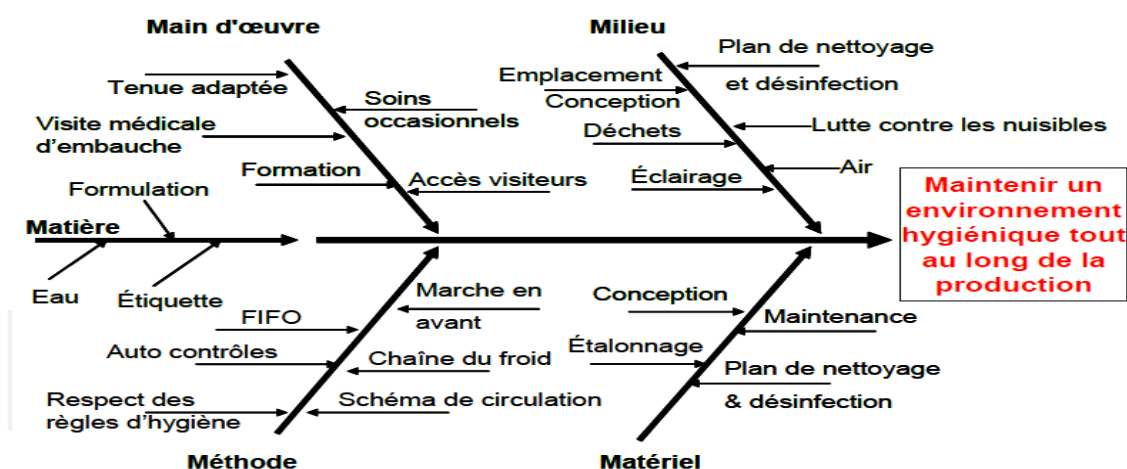 Main d'œuvre
Milieu
Tenue adaptée
Soins
occasionnels
Visite médicale
d'embauche
Formation
Accès visiteurs
Plan de nettoyage
et désinfection
Emplacement
Conception
Déchets
Lutte contre les nuisibles
Air
Éclairage
Formulation
Matière
Eau
Étiquette
Maintenir un
environnement
hygiénique tout
au long de la
production
Marche en
avant
FIFO
Auto contrôles
Chaîne du froid
Respect des
règles d'hygiène
Schéma de circulation
Méthode
Conception
Maintenance
Étalonnage
Plan de nettoyage
& désinfection
Matériel